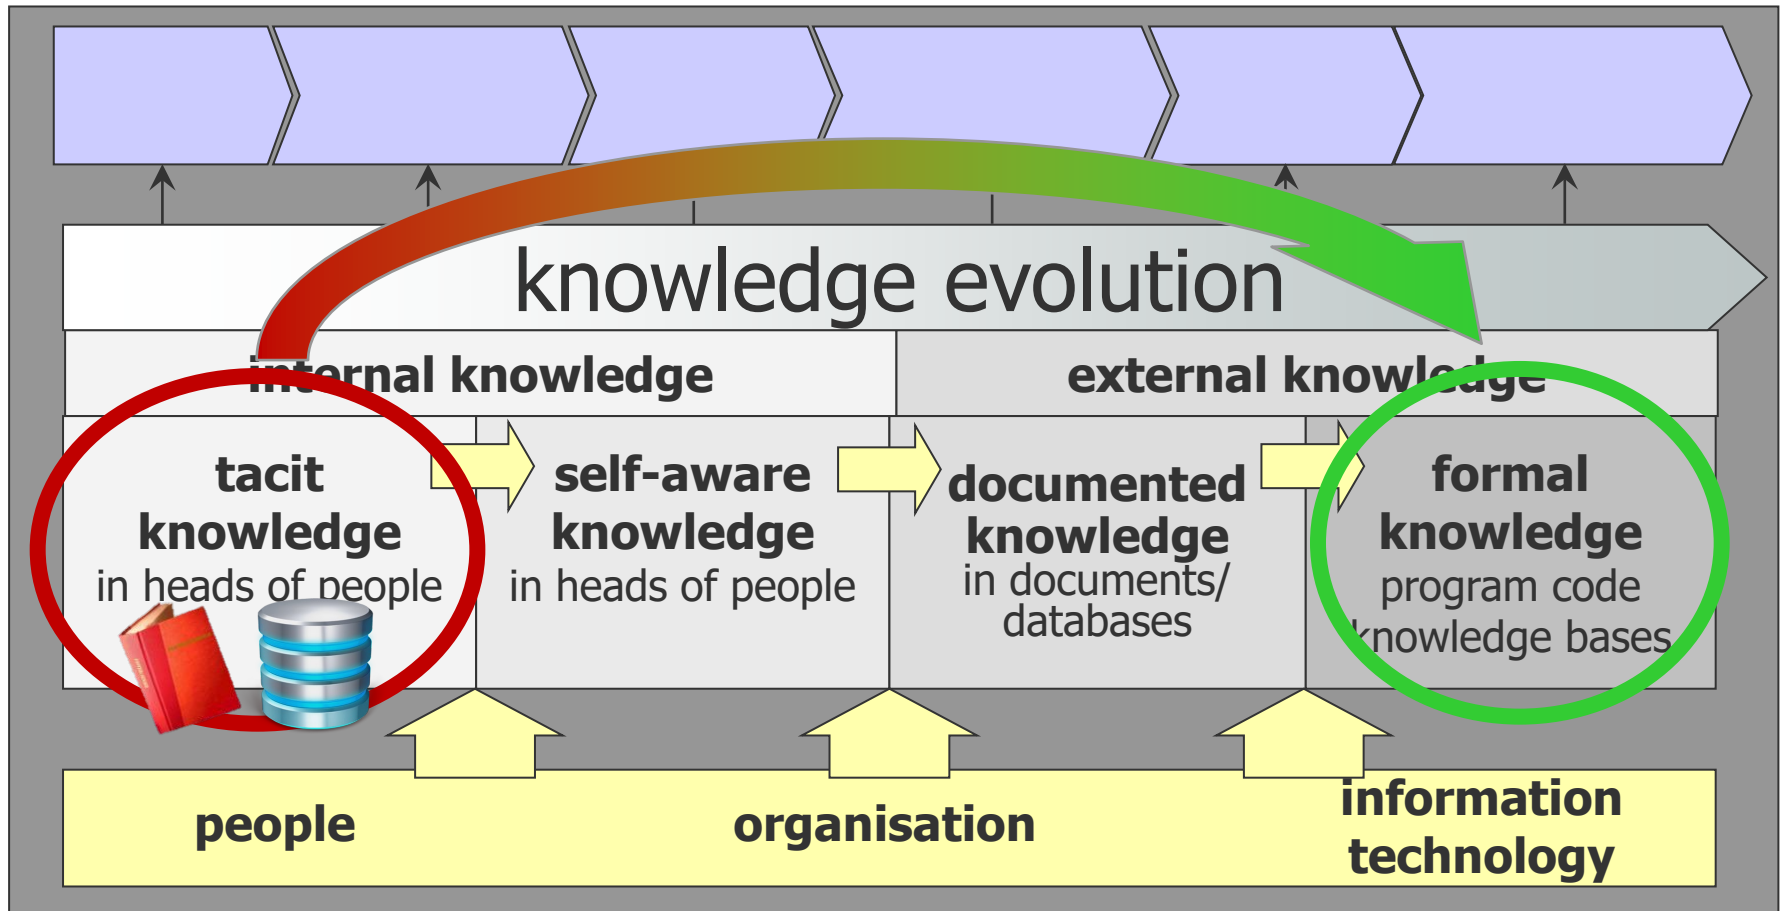 knowledge evolution
internal knowledge
external knowledge
tacit
knowledge
in heads of people
self-aware
knowledge
in heads of people
documented
knowledge
in documents/
databases
formal
knowledge
program code
knowledge bases
people
organisation
information
technology